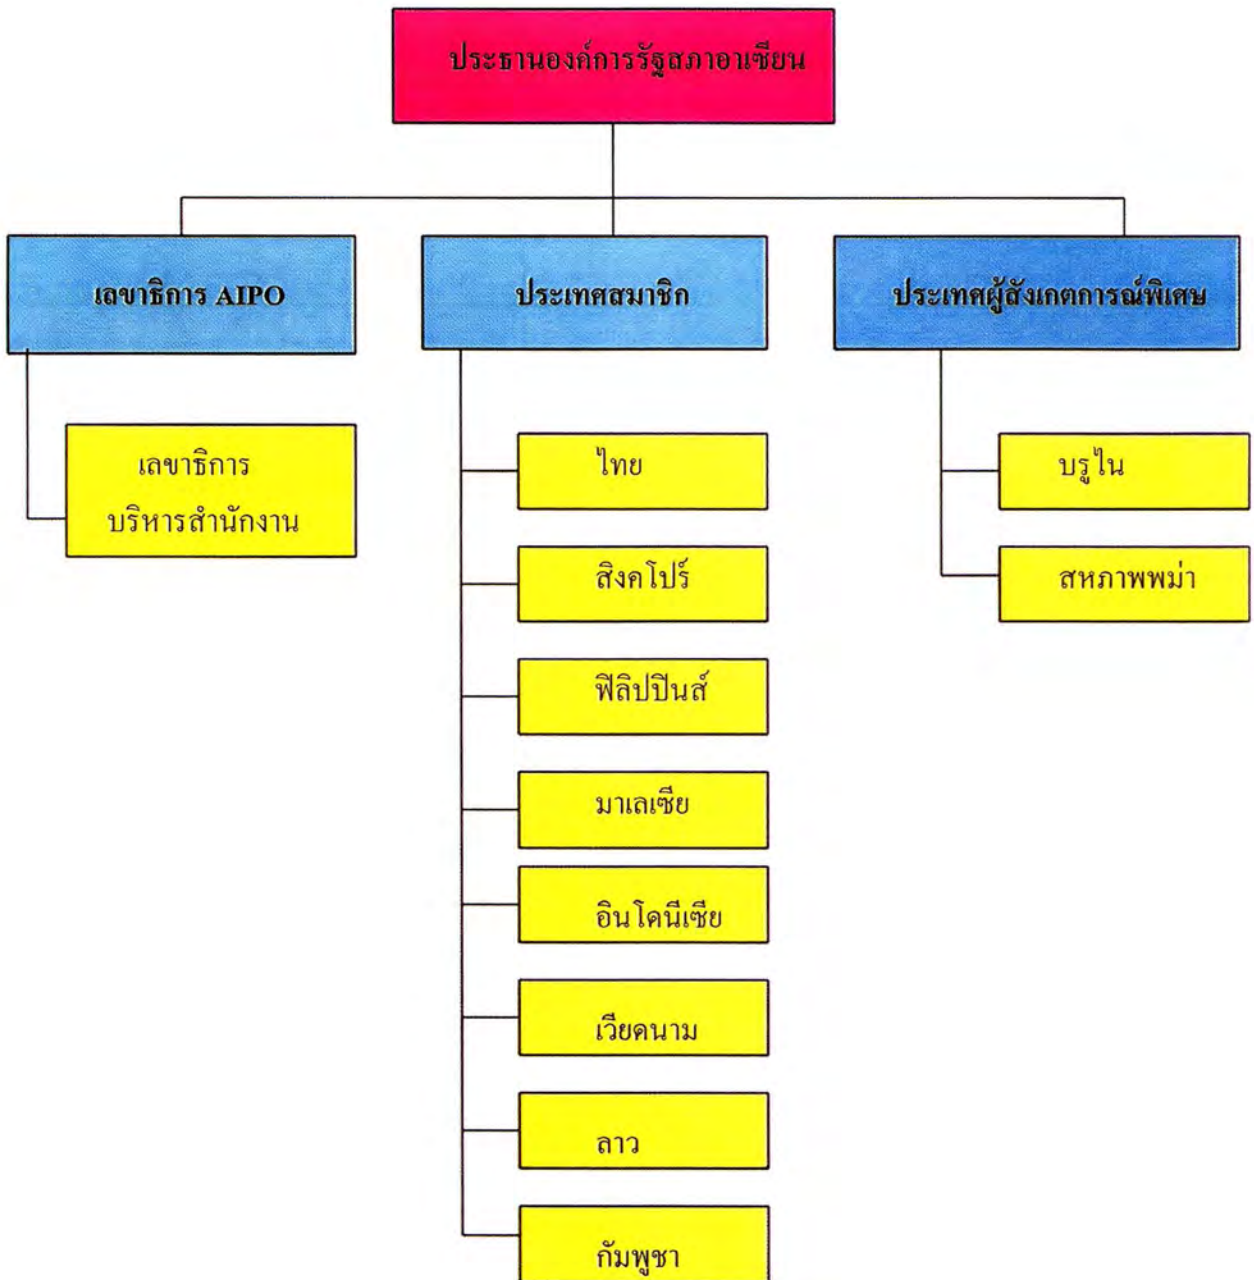 ประธานองค์การรัฐสภาอาเซียน
เลขาธิการ AIPO
ประเทศสมาชิก
ประเทศผู้สังเกตการณ์พิเศษ
เลขาธิการ
บริหารสำนักงาน
ไทย
สิงคโปร์
ฟิลิปปินส์
มาเลเซีย
อินโดนีเซีย
เวียดนาม
ลาว
กัมพูชา
บรูไน
สหภาพพม่า